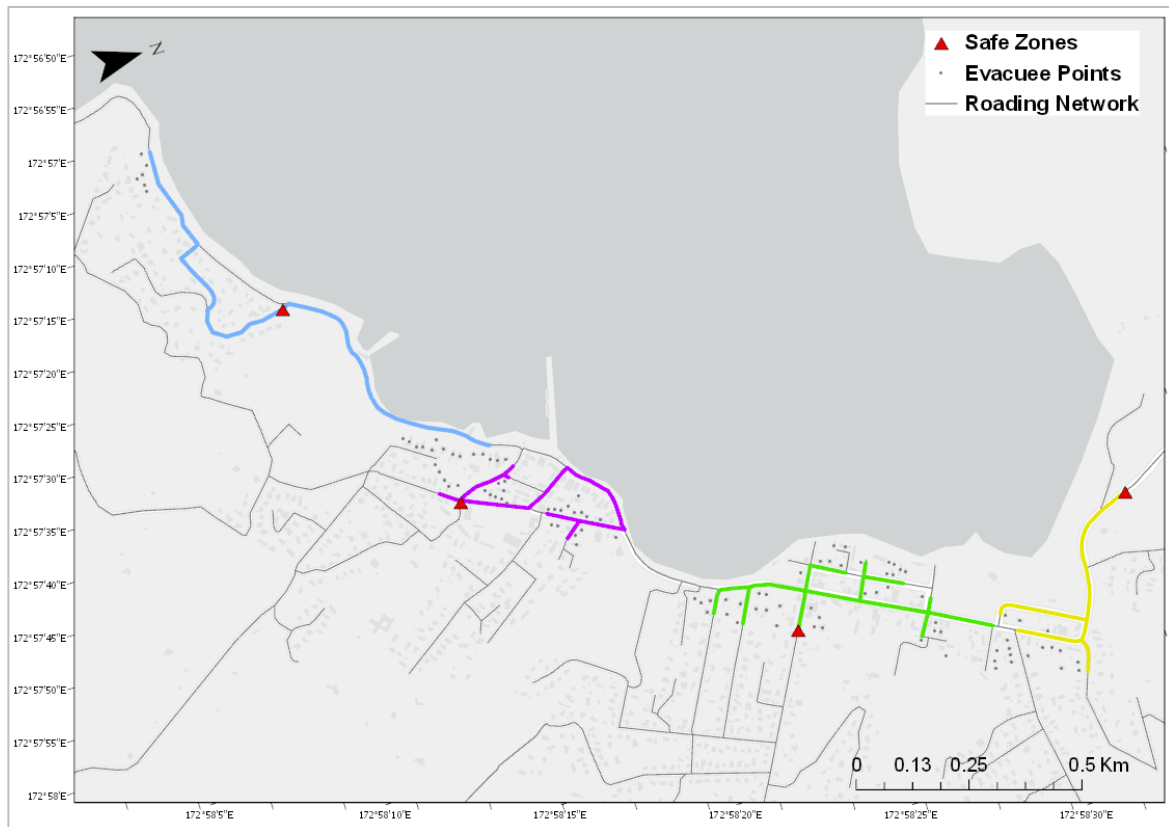 N
Safe Zones
Evacuee Points
Roading Network
172°56'50"E
172°56'55"E
172°57'E
172°57'5"E
172°57'10"E
172°57'15"E
172°57'20"E
172°57'25"E
172°57'30"E
172°57'35"E
172°57'40"E
172°57'45"E
172°57'50"E
172°57'55"E
172°58'E
0 0.13 0.25 0.5 Km
172°58'5"E 172°58'10"E 172°58'15"E 172°58'20"E 172°58'25"E 172°58'30"E